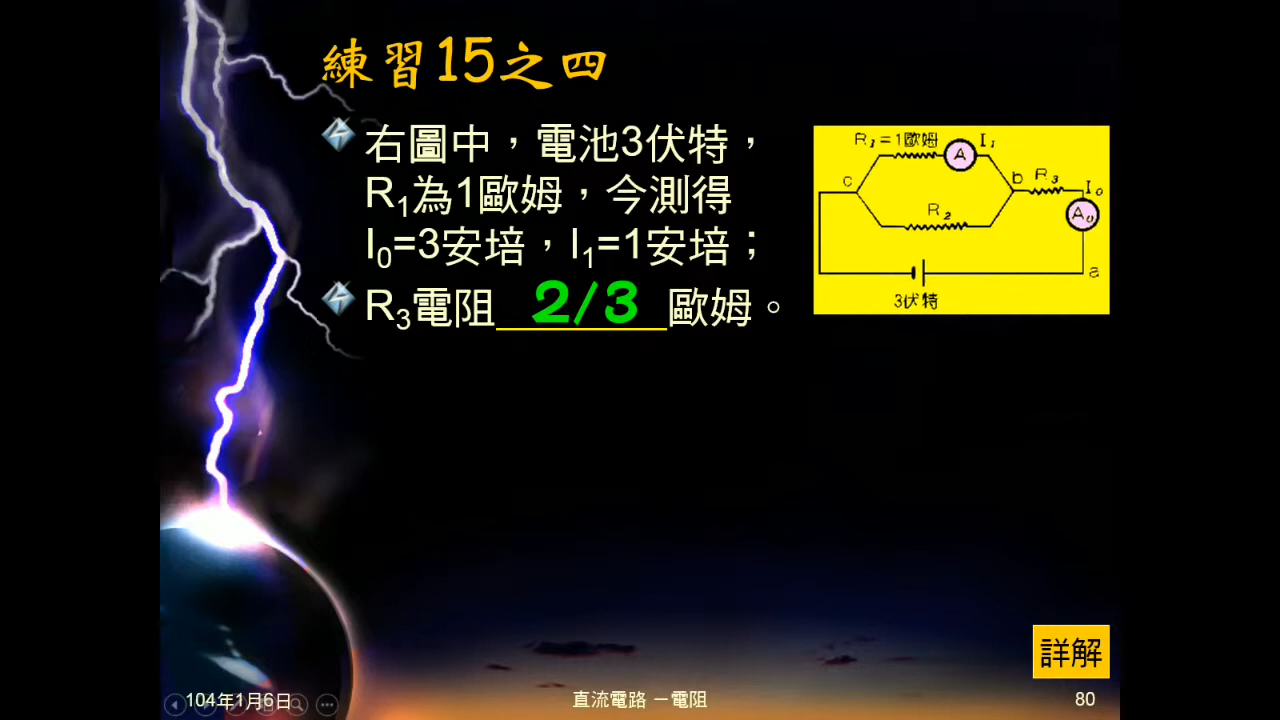 練習15之四
右圖中，電池3伏特，
R1為1歐姆，今測得
I0=3安培，I1=1安培；
R3電阻 2/3 歐姆。
R1=1歐姆 A I1
c b R3 I0
R2 A0
a
3伏特
詳解
104年1月6日 直流電路－電阻 80